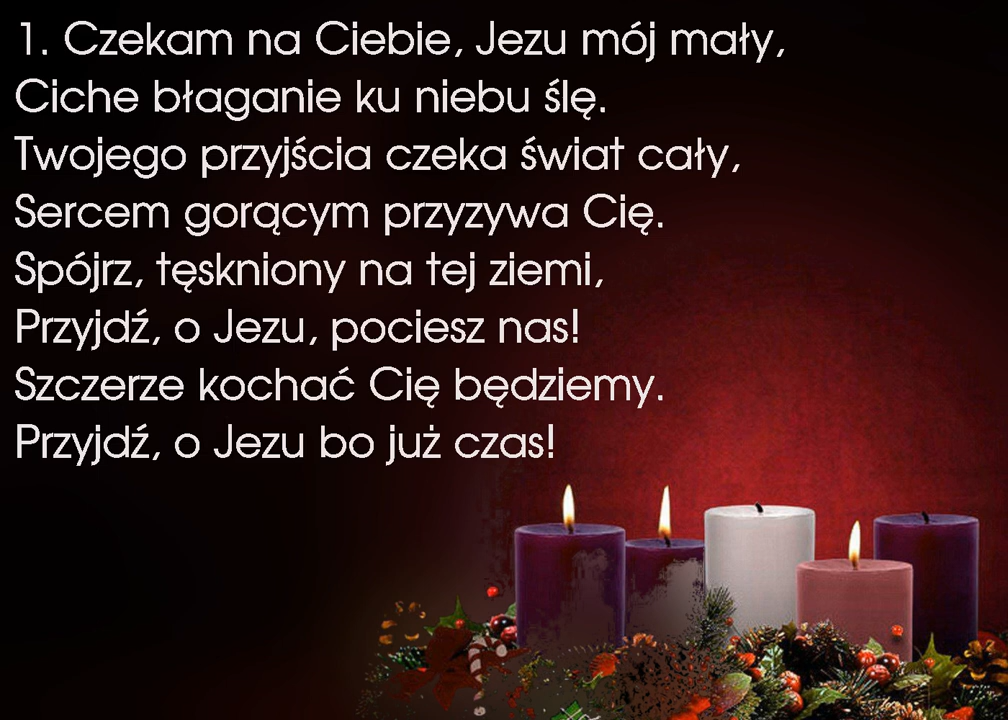 1. Czekam na Ciebie, Jezu mój mały,
Ciche błaganie ku niebu ślę.
Twojego przyjścia czeka świat cały,
Sercem gorącym przyzywa Cię.
Spójrz, tęskniony na tej ziemi,
Przyjdź, o Jezu, pociesz nas!
Szczerze kochać Cię będziemy.
Przyjdź, o Jezu bo już czas!